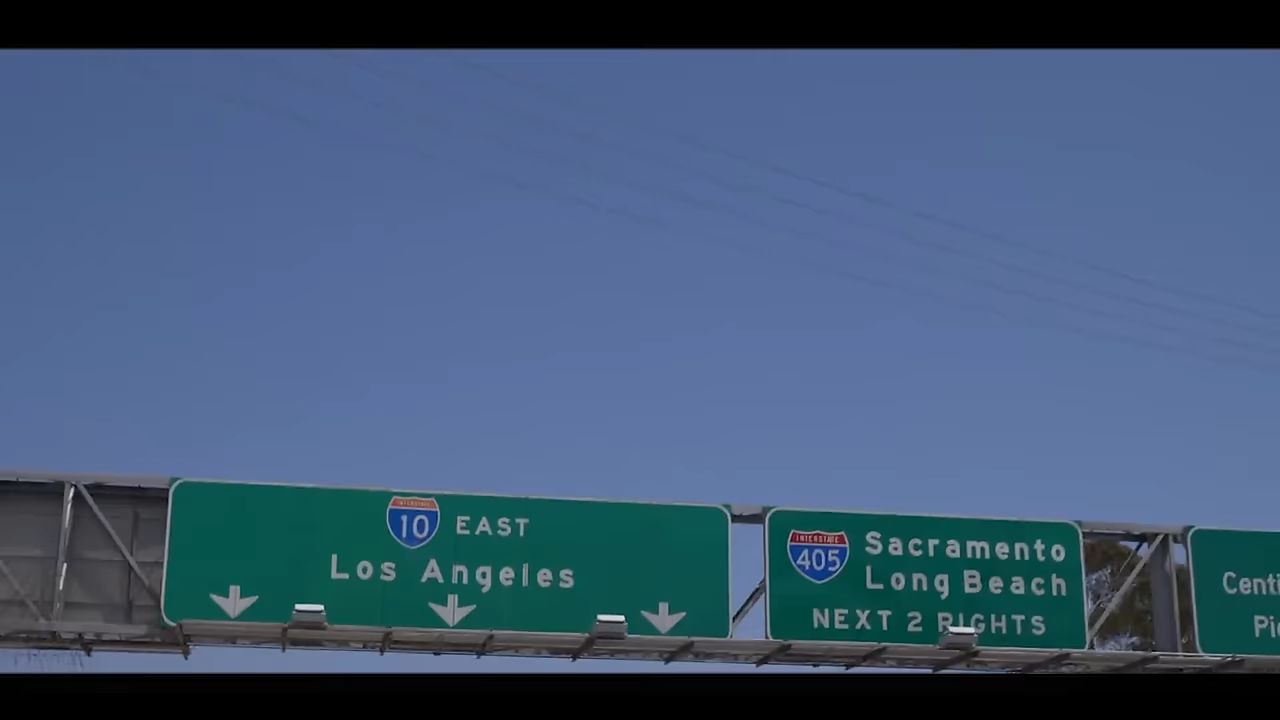 INTERSTATE
10 EAST
Los Angeles
INTERSTATE
405
Sacramento
Long Beach
NEXT 2 RIGHTS